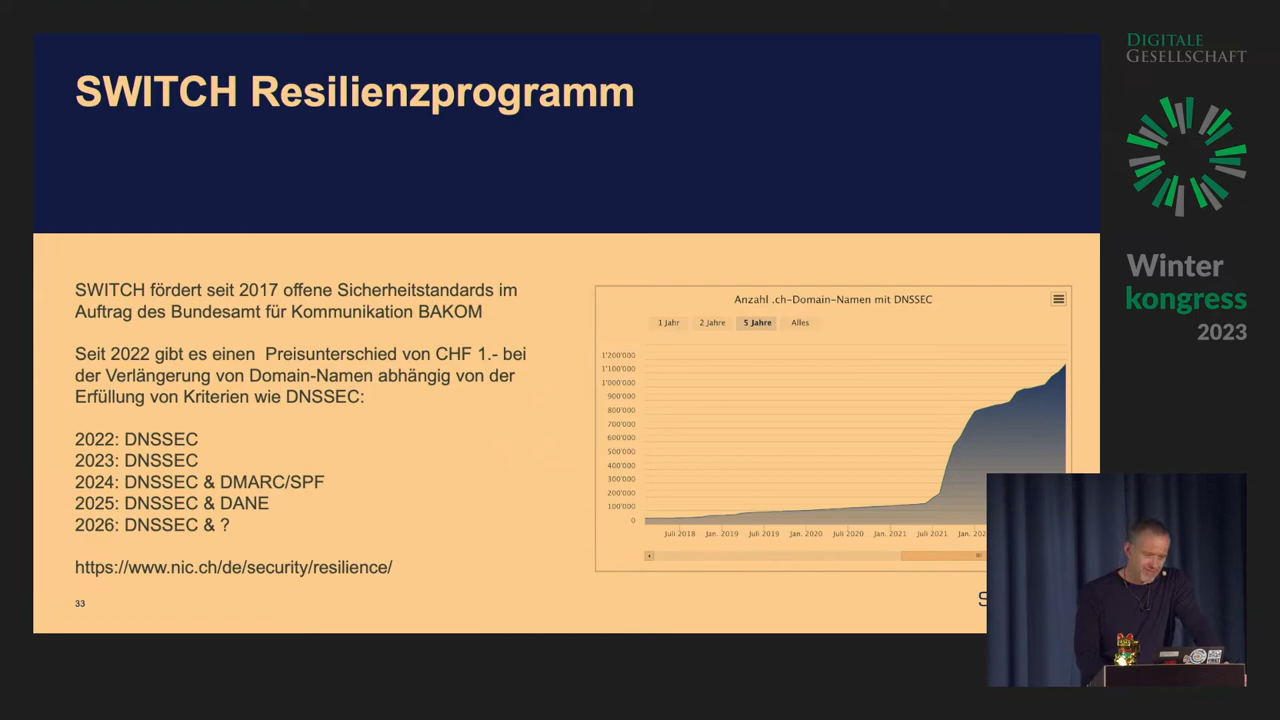 SWITCH Resilienzprogramm
SWITCH fördert seit 2017 offene Sicherheitstandards im
Auftrag des Bundesamt für Kommunikation BAKOM
Seit 2022 gibt es einen Preisunterschied von CHF 1.- bei
der Verlängerung von Domain-Namen abhängig von der
Erfüllung von Kriterien wie DNSSEC:
2022: DNSSEC
2023: DNSSEC
2024: DNSSEC & DMARC/SPF
2025: DNSSEC & DANE
2026: DNSSEC & ?
https://www.nic.ch/de/security/resilience/
33
Anzahl .ch-Domain-Namen mit DNSSEC
1 Jahr 2 Jahre 5 Jahre Alles
1'200'000
1'100'000
1'000'000
900'000
800'000
700'000
600'000
500'000
400'000
300'000
200'000
100'000
0
Juli 2018 Jan. 2019 Juli 2019 Jan. 2020 Juli 2020 Jan. 2021 Juli 2021 Jan.
S
DIGITALE
GESELLSCHAFT
Winter
kongress
2023